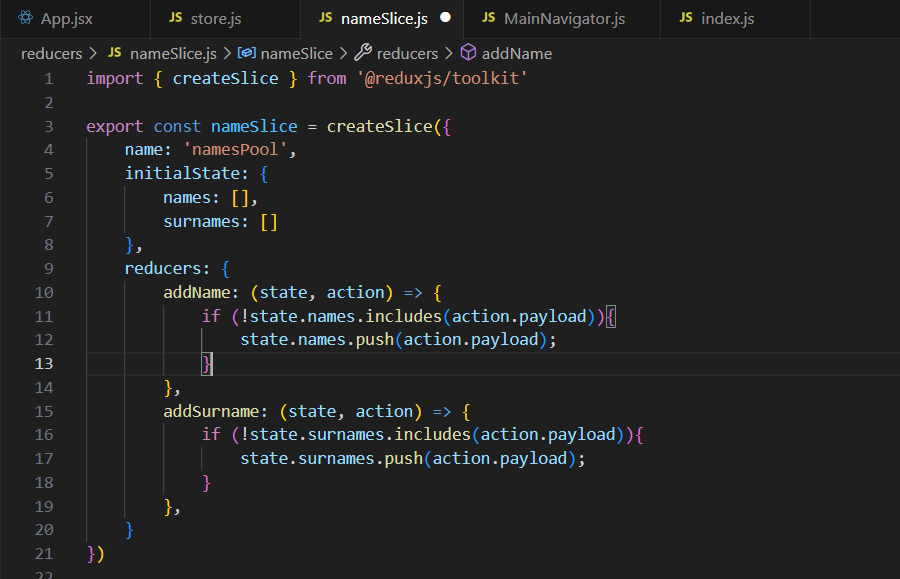 App.jsx JS store.js JS nameSlice.js JS MainNavigator.js JS index.js
reducers > JS nameSlice.js > nameSlice > reducers > addName
1 import { createSlice } from '@reduxjs/toolkit'
2
3 export const nameSlice = createSlice({
4 name: 'namesPool',
5 initialState: {
6 names: [],
7 surnames: []
8 },
9 reducers: {
10 addName: (state, action) => {
11 if (!state.names.includes(action.payload)){
12 state.names.push(action.payload);
13 }
14 },
15 addSurname: (state, action) => {
16 if (!state.surnames.includes(action.payload)){
17 state.surnames.push(action.payload);
18 }
19 },
20 }
21 })
22